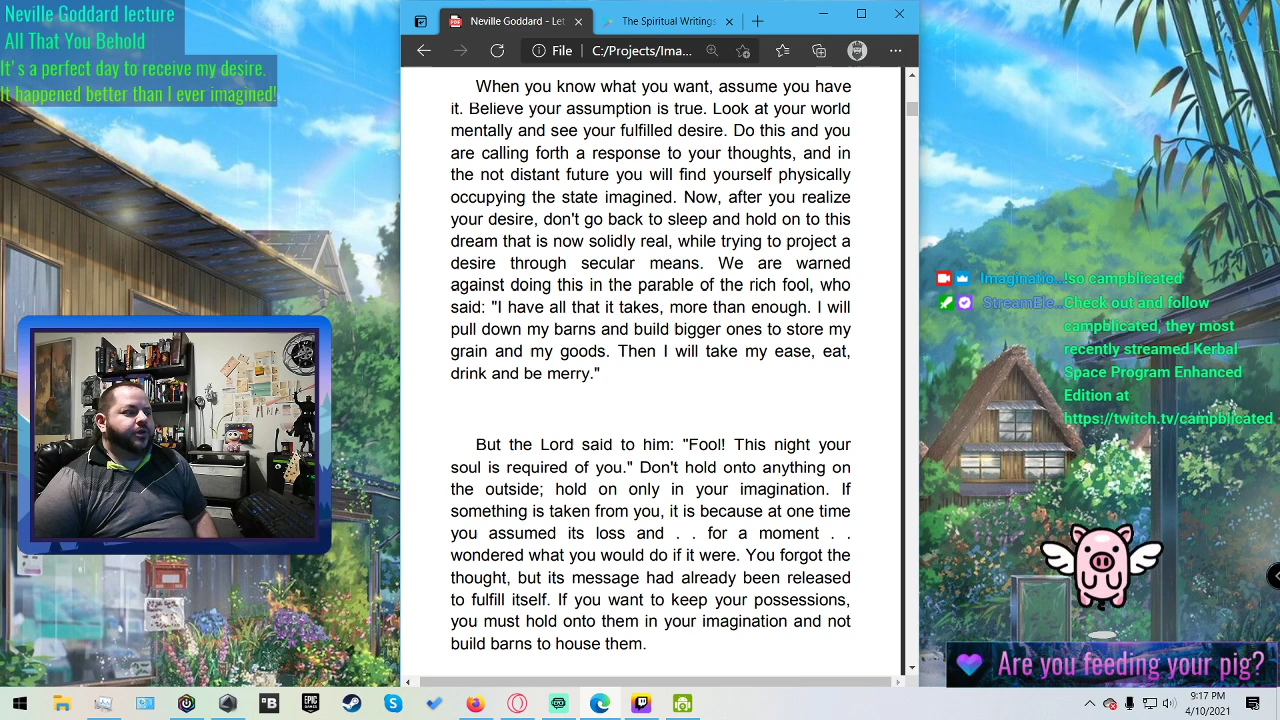 Neville Goddard lecture
All That You Behold
It's a perfect day to receive my desire.
It happened better than I ever imagined!
Neville Goddard - Let
The Spiritual Writings
File
C:/Projects/Ima...
When you know what you want, assume you have
it. Believe your assumption is true. Look at your world
mentally and see your fulfilled desire. Do this and you
are calling forth a response to your thoughts, and in
the not distant future you will find yourself physically
occupying the state imagined. Now, after you realize
your desire, don't go back to sleep and hold on to this
dream that is now solidly real, while trying to project a
desire through secular means. We are warned
against doing this in the parable of the rich fool, who
said: "I have all that it takes, more than enough. I will
pull down my barns and build bigger ones to store my
grain and my goods. Then I will take my ease, eat,
drink and be merry."
But the Lord said to him: "Fool! This night your
soul is required of you." Don't hold onto anything on
the outside; hold on only in your imagination. If
something is taken from you, it is because at one time
you assumed its loss and . . for a moment . .
wondered what you would do if it were. You forgot the
thought, but its message had already been released
to fulfill itself. If you want to keep your possessions,
you must hold onto them in your imagination and not
build barns to house them.
Imaginatio... !so campblicated
StreamEle... Check out and follow
campblicated, they most
recently streamed Kerbal
Space Program Enhanced
Edition at
https://twitch.tv/campblicated
Are you feeding your pig?
9:17 PM
4/10/2021